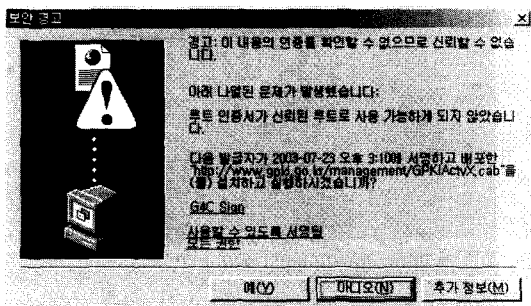 보안 경고
경고: 이 내용의 인증을 확인할 수 없으므로 신뢰할 수 없습
니다.
아래 나열된 문제가 발생했습니다:
루트 인증서가 신뢰된 루트로 사용 가능하게 되지 않았습니
다.
다음 발급자가 2003-07-23 오후 3:10에 서명하고 배포한
"http://www.gpki.go.kr/management/GPKIActvX.cab"을
(를) 설치하고 실행하시겠습니까?
G4C Sign
사용할 수 있도록 서명됨
모든 권한
예(Y)
아니오(N)
추가 정보(M)